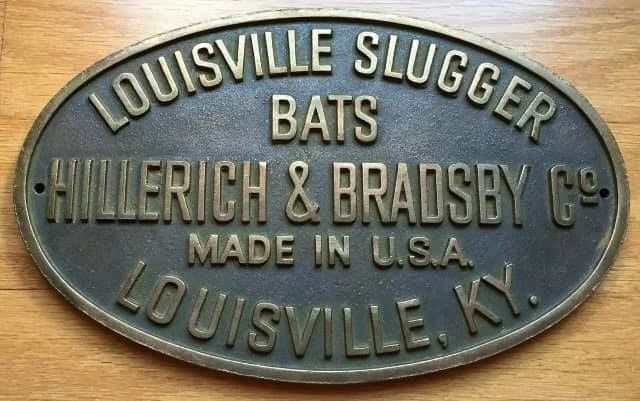 LOUISVILLE SLUGGER
BATS
HILLERICH & BRADSBY Cº
MADE IN U.S.A.
LOUISVILLE, KY.